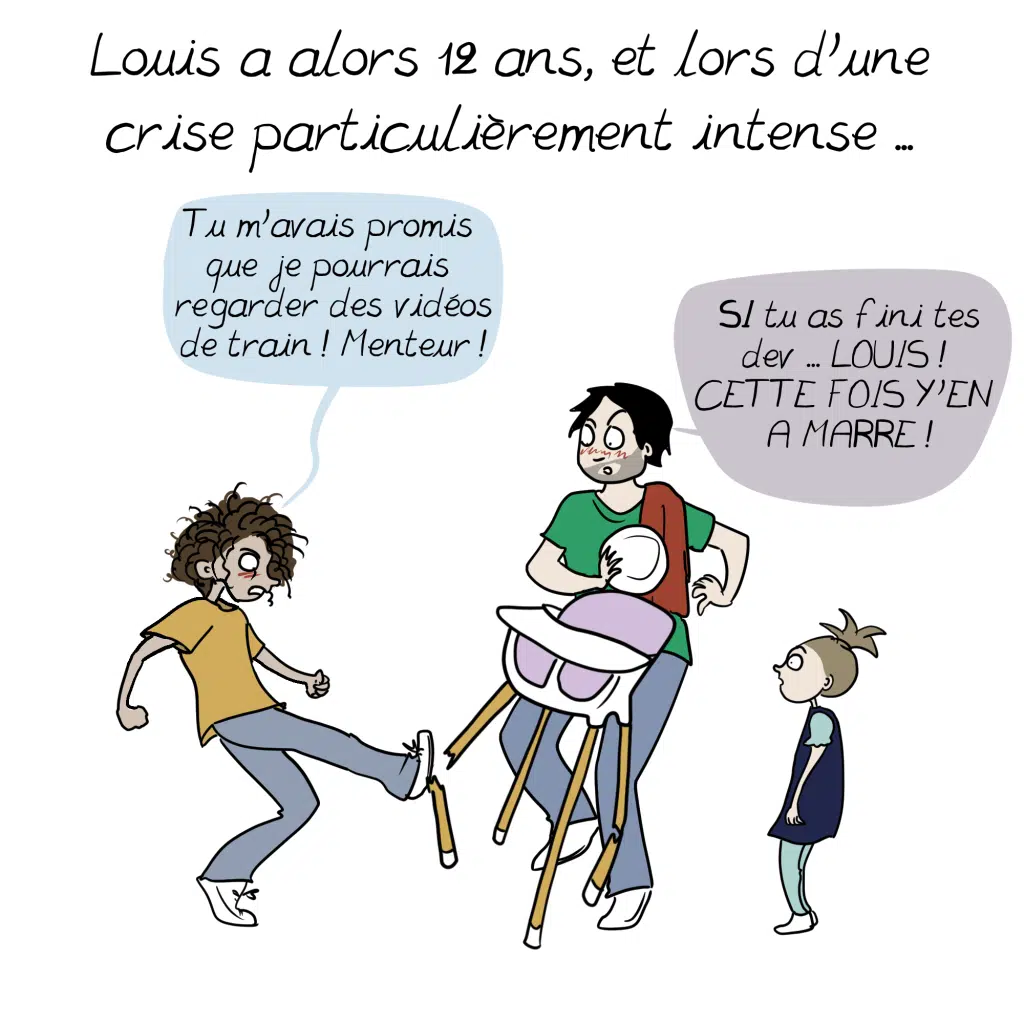 Louis a alors 12 ans, et lors d'une
crise particulièrement intense ...
Tu m'avais promis
que je pourrais
regarder des vidéos
de train ! Menteur !
SI tu as fini tes
dev ... LOUIS !
CETTE FOIS Y'EN
A MARRE !